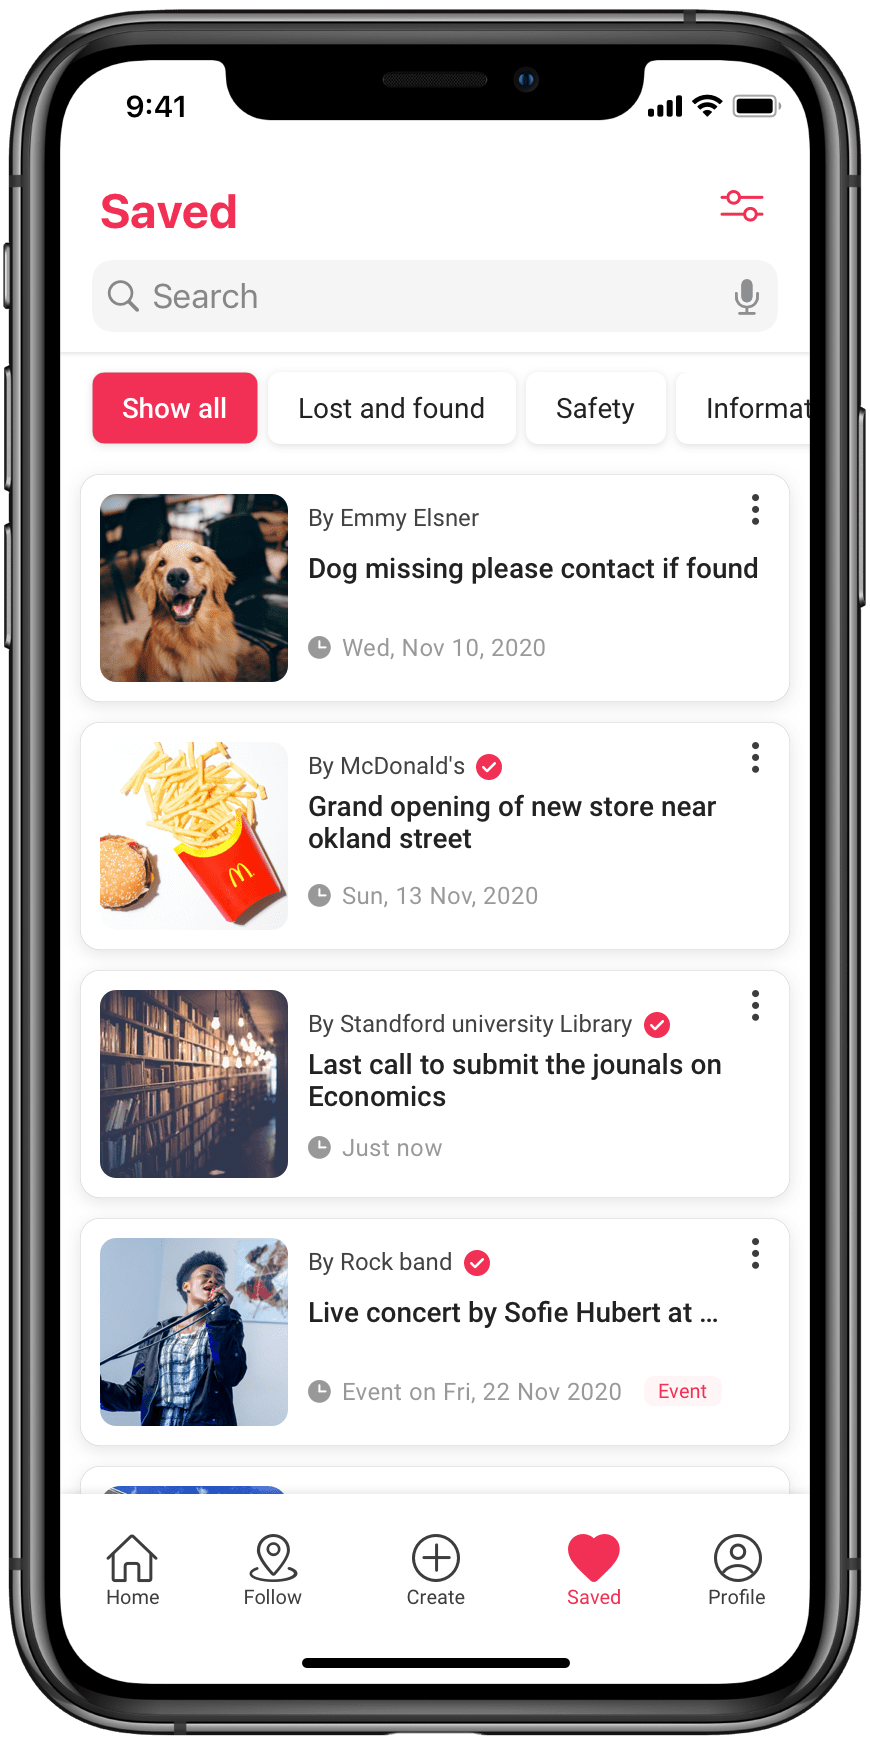 9:41
Saved
Search
Show all
Lost and found
Safety
Informat
By Emmy Elsner
Dog missing please contact if found
Wed, Nov 10, 2020
By McDonald's
Grand opening of new store near
okland street
Sun, 13 Nov, 2020
By Standford university Library
Last call to submit the jounals on
Economics
Just now
By Rock band
Live concert by Sofie Hubert at ...
Event on Fri, 22 Nov 2020
Event
Home
Follow
Create
Saved
Profile